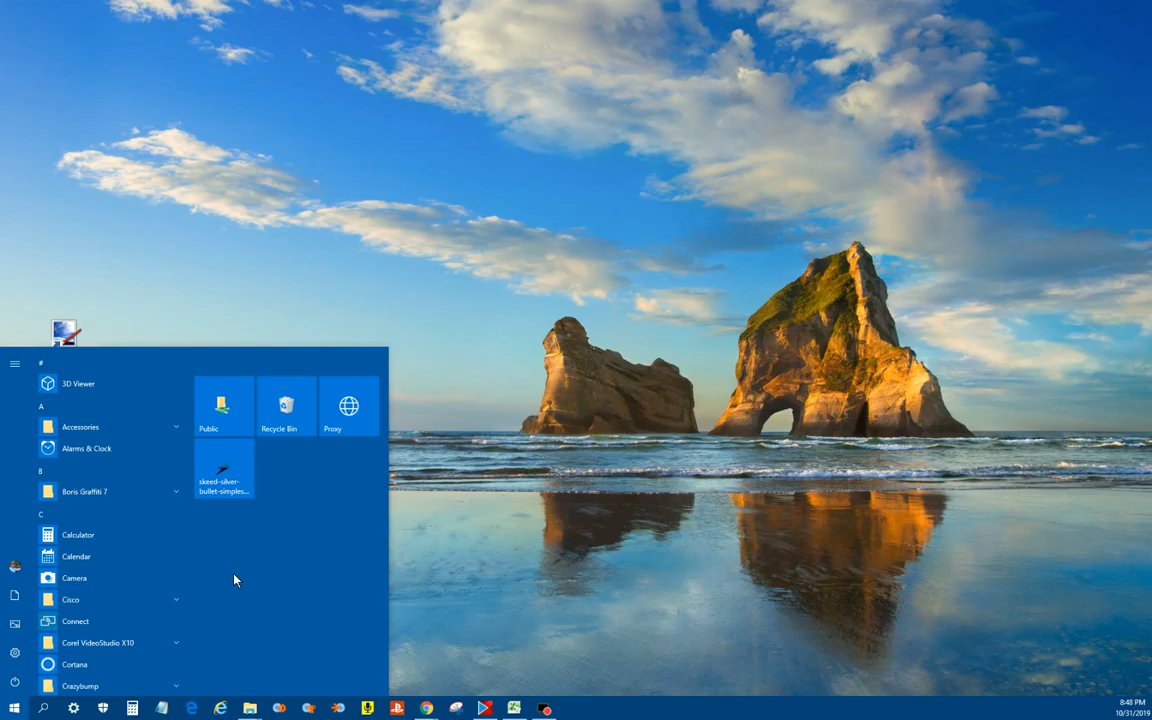 #
3D Viewer
A
Accessories
Alarms & Clock
B
Boris Graffiti 7
C
Calculator
Calendar
Camera
Cisco
Connect
Corel VideoStudio X10
Cortana
Crazybump
Public
Recycle Bin
Proxy
skeed-silver-
bullet-simples...
8:48 PM
10/31/2019